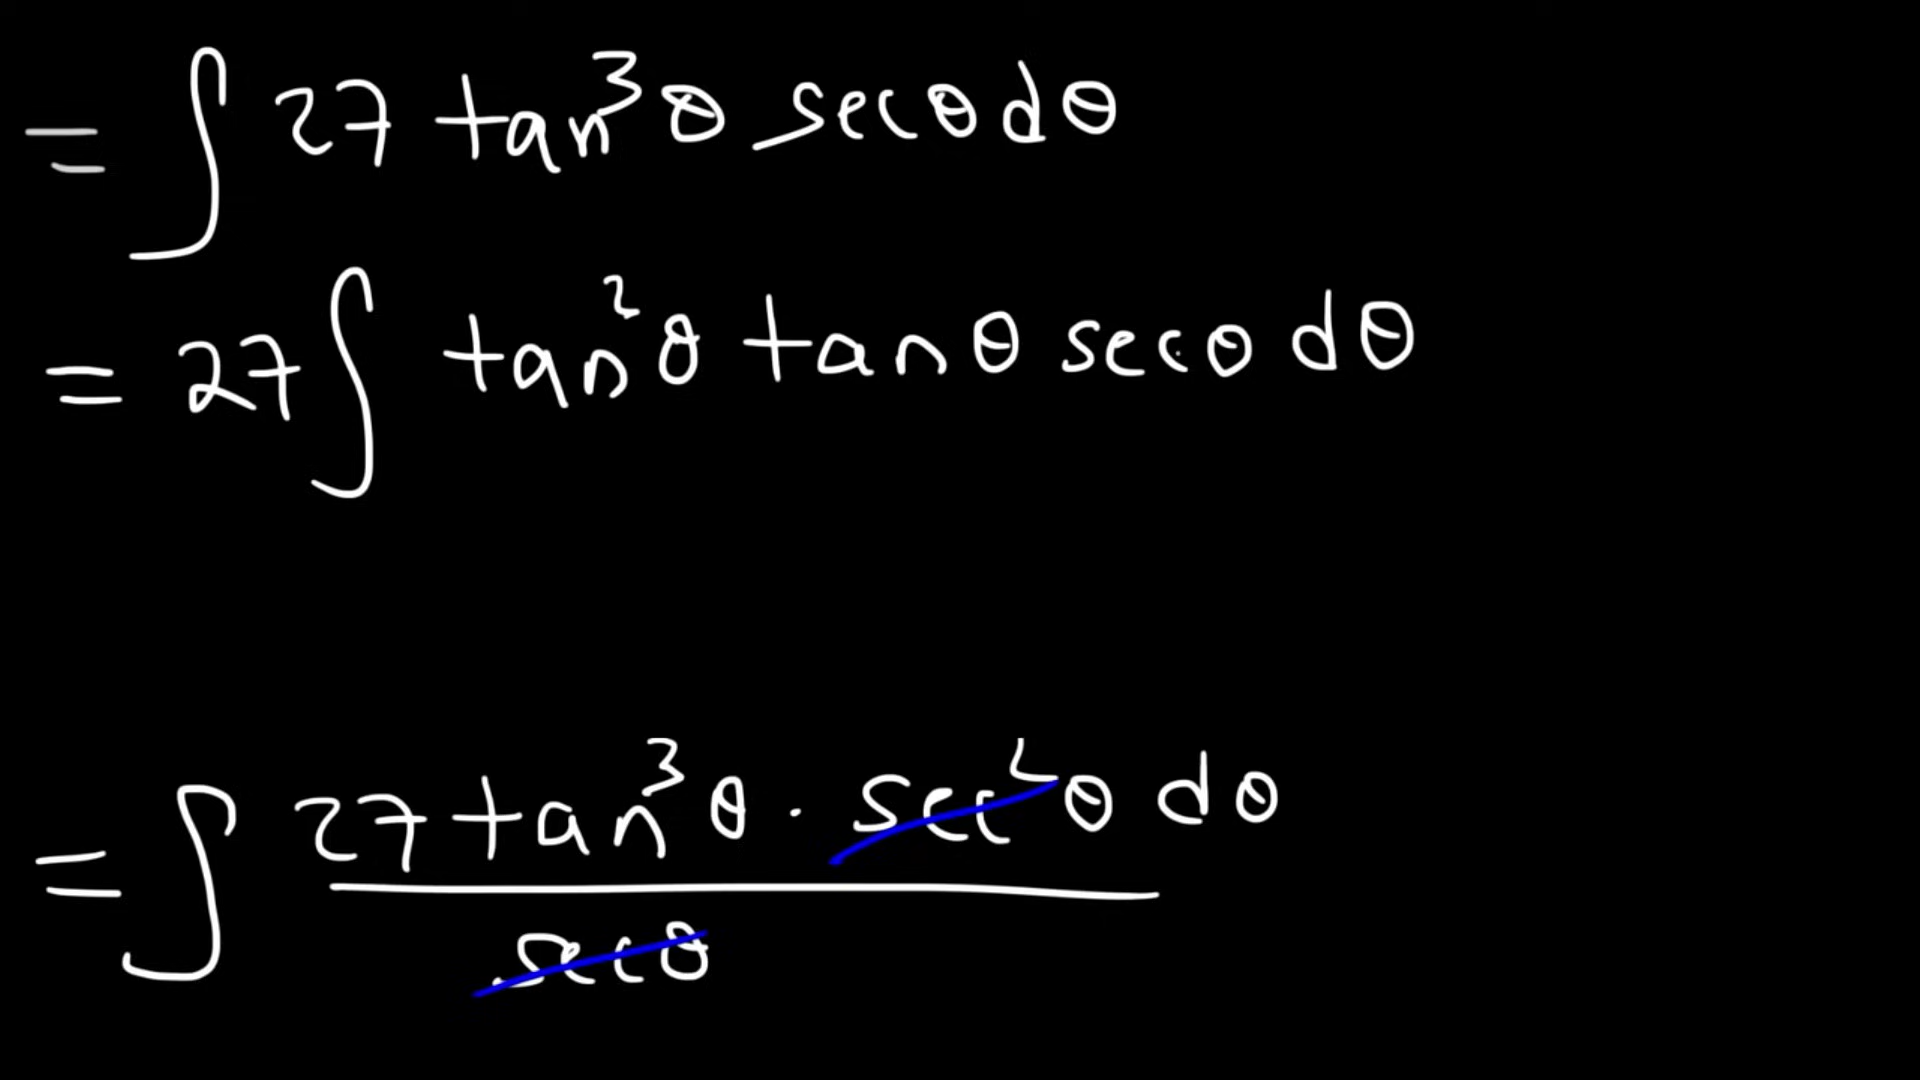 = ∫ 27 tan³θ secθ dθ
= 27 ∫ tan²θ tanθ secθ dθ
= ∫ 27 tan³θ · sec²θ dθ
secθ